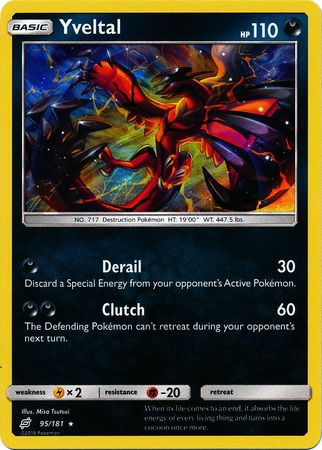 BASIC Yveltal HP 110
NO. 717 Destruction Pokémon HT: 19'00" WT: 447.5 lbs.
Derail 30
Discard a Special Energy from your opponent's Active Pokémon.
Clutch 60
The Defending Pokémon can't retreat during your opponent's
next turn.
weakness × 2 resistance -20 retreat
Illus. Misa Tsutsui
95/181 ★
©2019 Pokémon
When its life comes to an end, it absorbs the life
energy of every living thing and turns into a
cocoon once more.